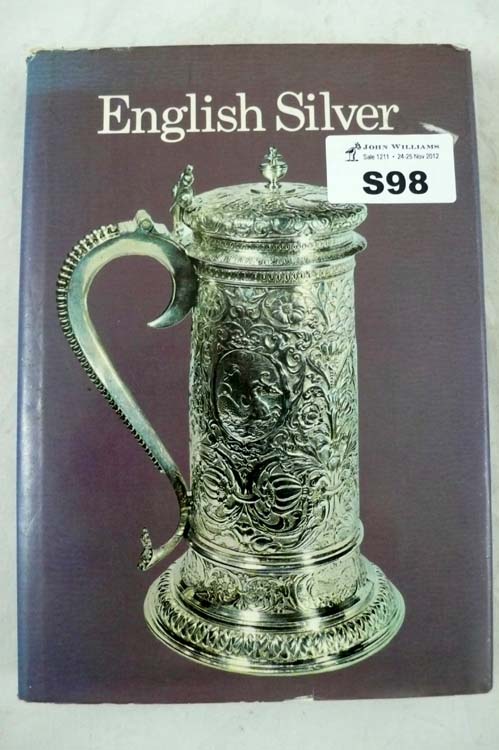 English Silver
JOHN WILLIAMS
Sale 1211 • 24-25 Nov 2012
S98